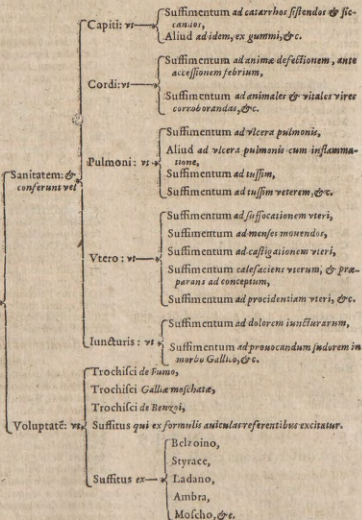 Suffimentum ad catarrhos sistendos & sic-
candos,
Capiti: vt
Aliud ad idem, ex gummi, &c.
Suffimentum ad animæ defectionem, ante
accessionem febrium,
Cordi: vt
Suffimentum ad animales & vitales vires
corroborandas, &c.
Suffimentum ad vlcera pulmonis,
Aliud ad vlcera pulmonis cum inflamma-
tione,
Pulmoni: vt
Suffimentum ad tussim,
Suffimentum ad tussim veterem, &c.
Sanitatem: &
conferunt vel
Suffimentum ad suffocationem vteri,
Suffimentum ad menses mouendos,
Vtero: vt
Suffimentum ad castigationem vteri,
Suffimentum calefaciens vterum, & præ-
parans ad conceptum,
Suffimentum ad procidentiam vteri, &c.
Suffimentum ad dolorem iuncturarum,
Iuncturis: vt
Suffimentum ad prouocandum sudorem in
morbo Gallico, &c.
Trochisci de Fumo,
Trochisci Galliæ moschatæ,
Trochisci de Benzoi,
Voluptatē: vt
Suffitus qui ex formulis auiculas referentibus excitatur.
Belzoino,
Styrace,
Suffitus ex
Ladano,
Ambra,
Moscho, &c.